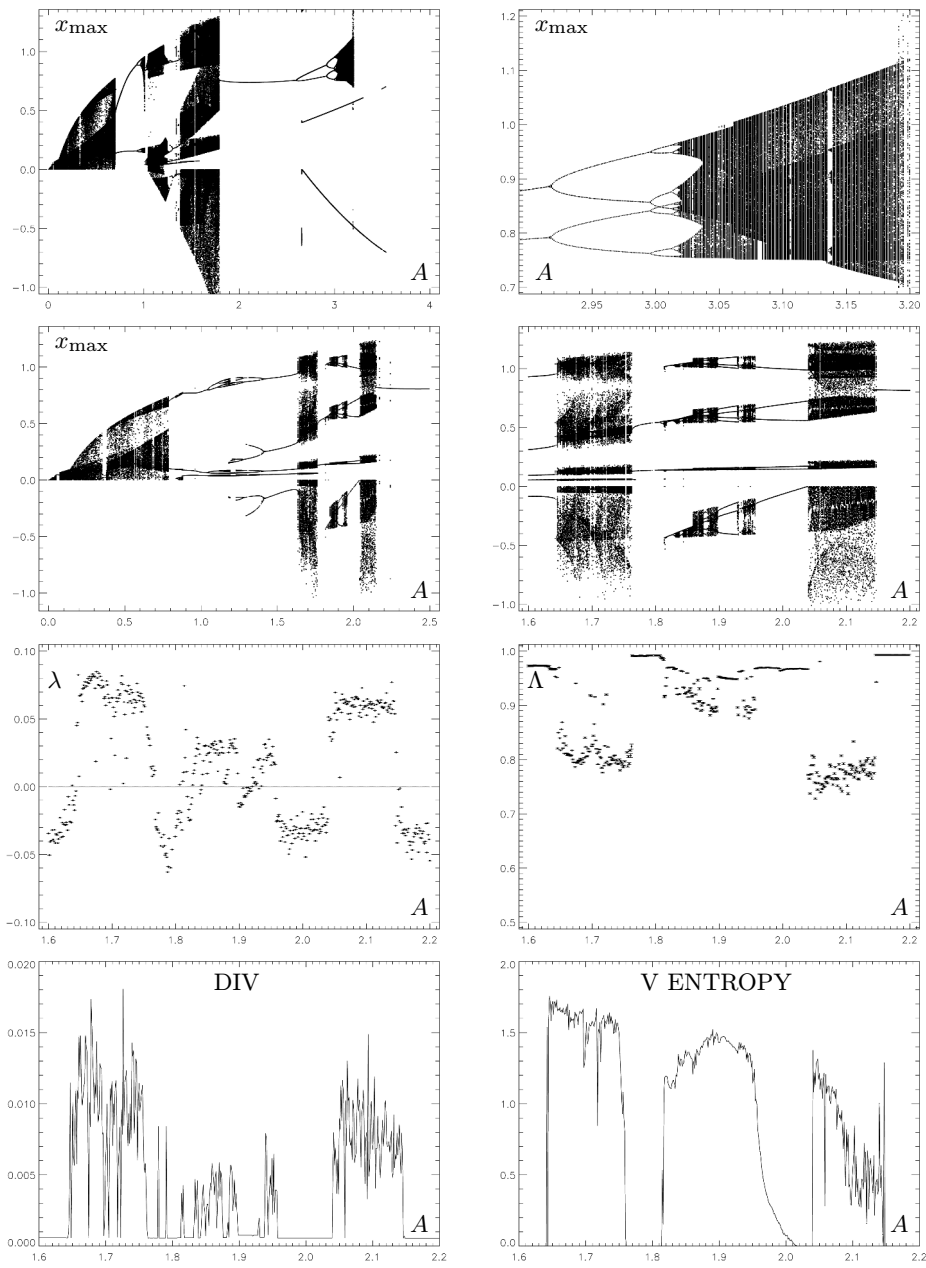 x_max
1.0
0.5
0.0
−0.5
−1.0
A
0 1 2 3 4
x_max
1.2
1.1
1.0
0.9
0.8
0.7
A
2.95 3.00 3.05 3.10 3.15 3.20
x_max
1.0
0.5
0.0
−0.5
−1.0
A
0.0 0.5 1.0 1.5 2.0 2.5
1.0
0.5
0.0
−0.5
−1.0
A
1.6 1.7 1.8 1.9 2.0 2.1 2.2
0.10
λ
0.05
0.00
−0.05
−0.10
A
1.6 1.7 1.8 1.9 2.0 2.1 2.2
1.0
Λ
0.9
0.8
0.7
0.6
0.5
A
1.6 1.7 1.8 1.9 2.0 2.1 2.2
0.020
DIV
0.015
0.010
0.005
0.000
A
1.6 1.7 1.8 1.9 2.0 2.1 2.2
2.0
V ENTROPY
1.5
1.0
0.5
0.0
A
1.6 1.7 1.8 1.9 2.0 2.1 2.2